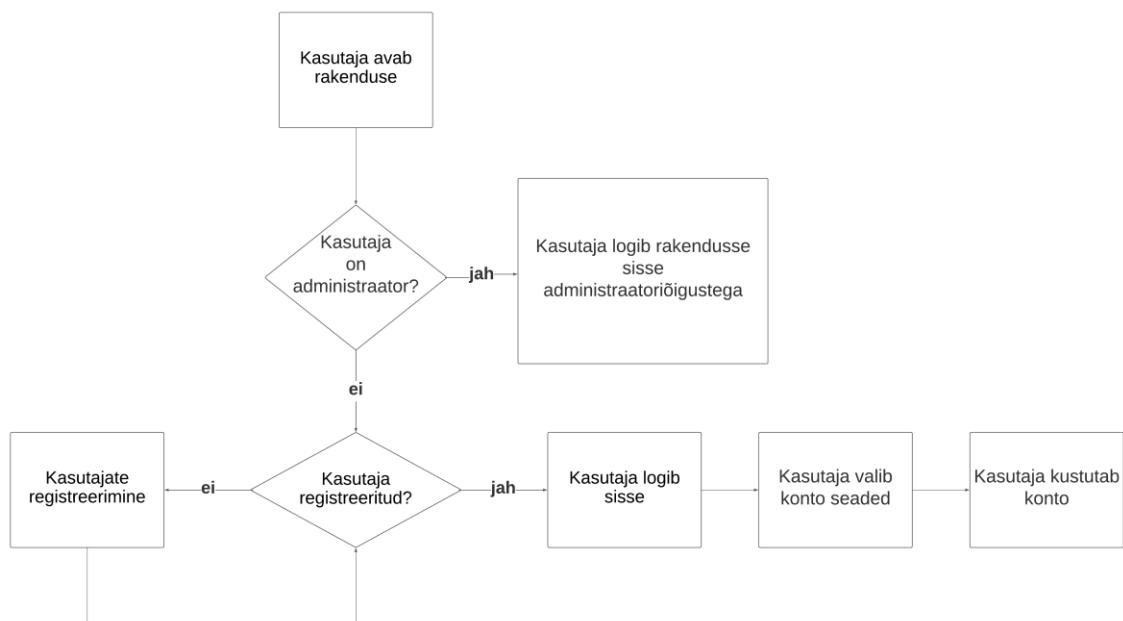 Kasutaja avab
rakenduse
Kasutaja
on
administraator?
jah
Kasutaja logib rakendusse
sisse
administraatoriõigustega
ei
Kasutajate
registreerimine
ei
Kasutaja
registreeritud?
jah
Kasutaja logib
sisse
Kasutaja valib
konto seaded
Kasutaja kustutab
konto